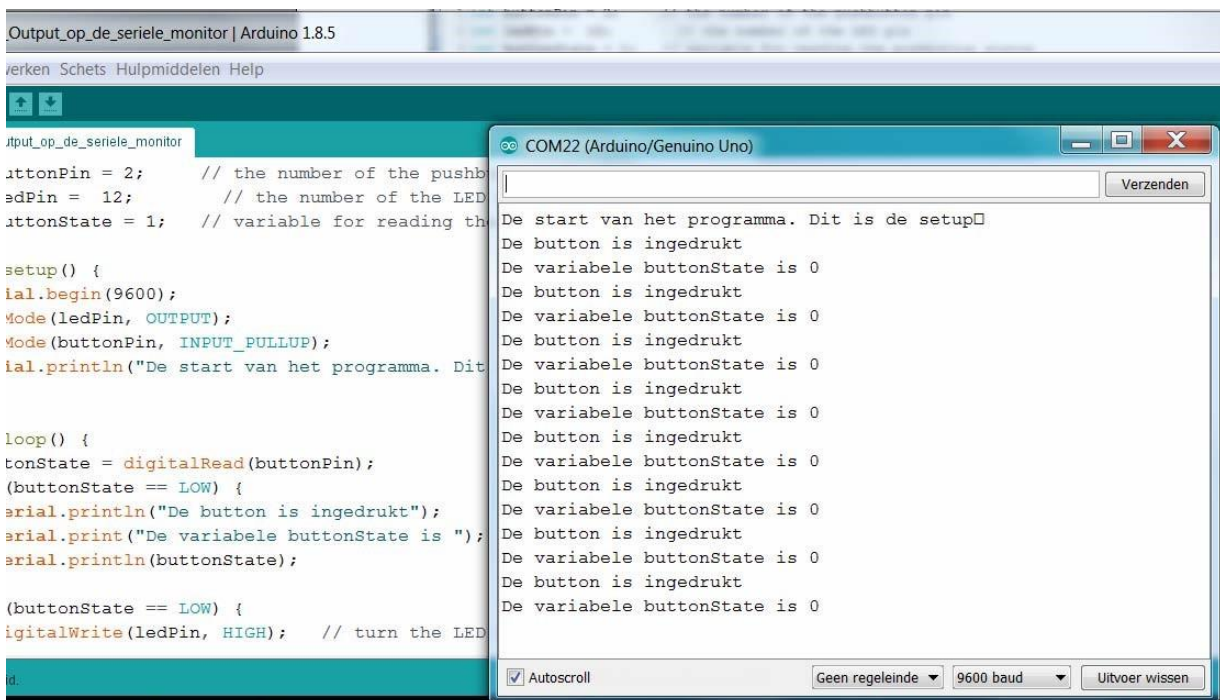 _Output_op_de_seriele_monitor | Arduino 1.8.5
werken Schets Hulpmiddelen Help
utput_op_de_seriele_monitor
uttonPin = 2; // the number of the pushb
edPin = 12; // the number of the LED
uttonState = 1; // variable for reading the
setup() {
ial.begin(9600);
Mode(ledPin, OUTPUT);
Mode(buttonPin, INPUT_PULLUP);
ial.println("De start van het programma. Dit
loop() {
tonState = digitalRead(buttonPin);
(buttonState == LOW) {
erial.println("De button is ingedrukt");
erial.print("De variabele buttonState is ");
erial.println(buttonState);
(buttonState == LOW) {
igitalWrite(ledPin, HIGH); // turn the LED
id.
COM22 (Arduino/Genuino Uno)
Verzenden
De start van het programma. Dit is de setup□
De button is ingedrukt
De variabele buttonState is 0
De button is ingedrukt
De variabele buttonState is 0
De button is ingedrukt
De variabele buttonState is 0
De button is ingedrukt
De variabele buttonState is 0
De button is ingedrukt
De variabele buttonState is 0
De button is ingedrukt
De variabele buttonState is 0
De button is ingedrukt
De variabele buttonState is 0
De button is ingedrukt
De variabele buttonState is 0
Autoscroll
Geen regeleinde
9600 baud
Uitvoer wissen